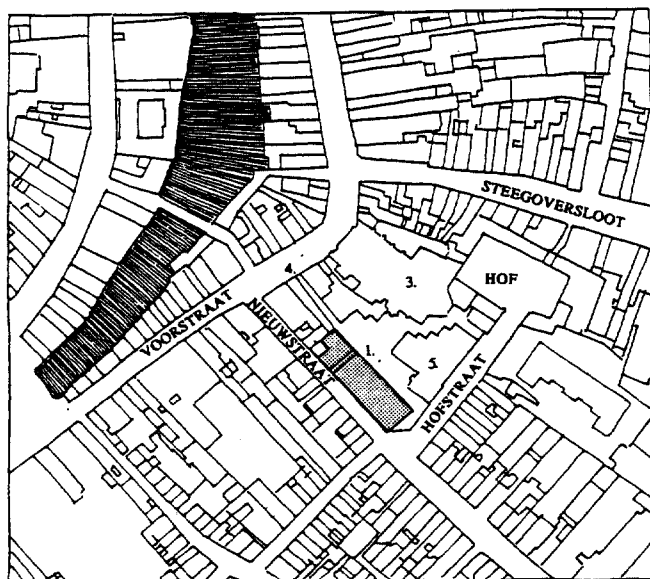 STEEGOVERSLOOT
HOF
3.
4.
VOORSTRAAT
NIEUWSTRAAT
1.
5.
HOFSTRAAT